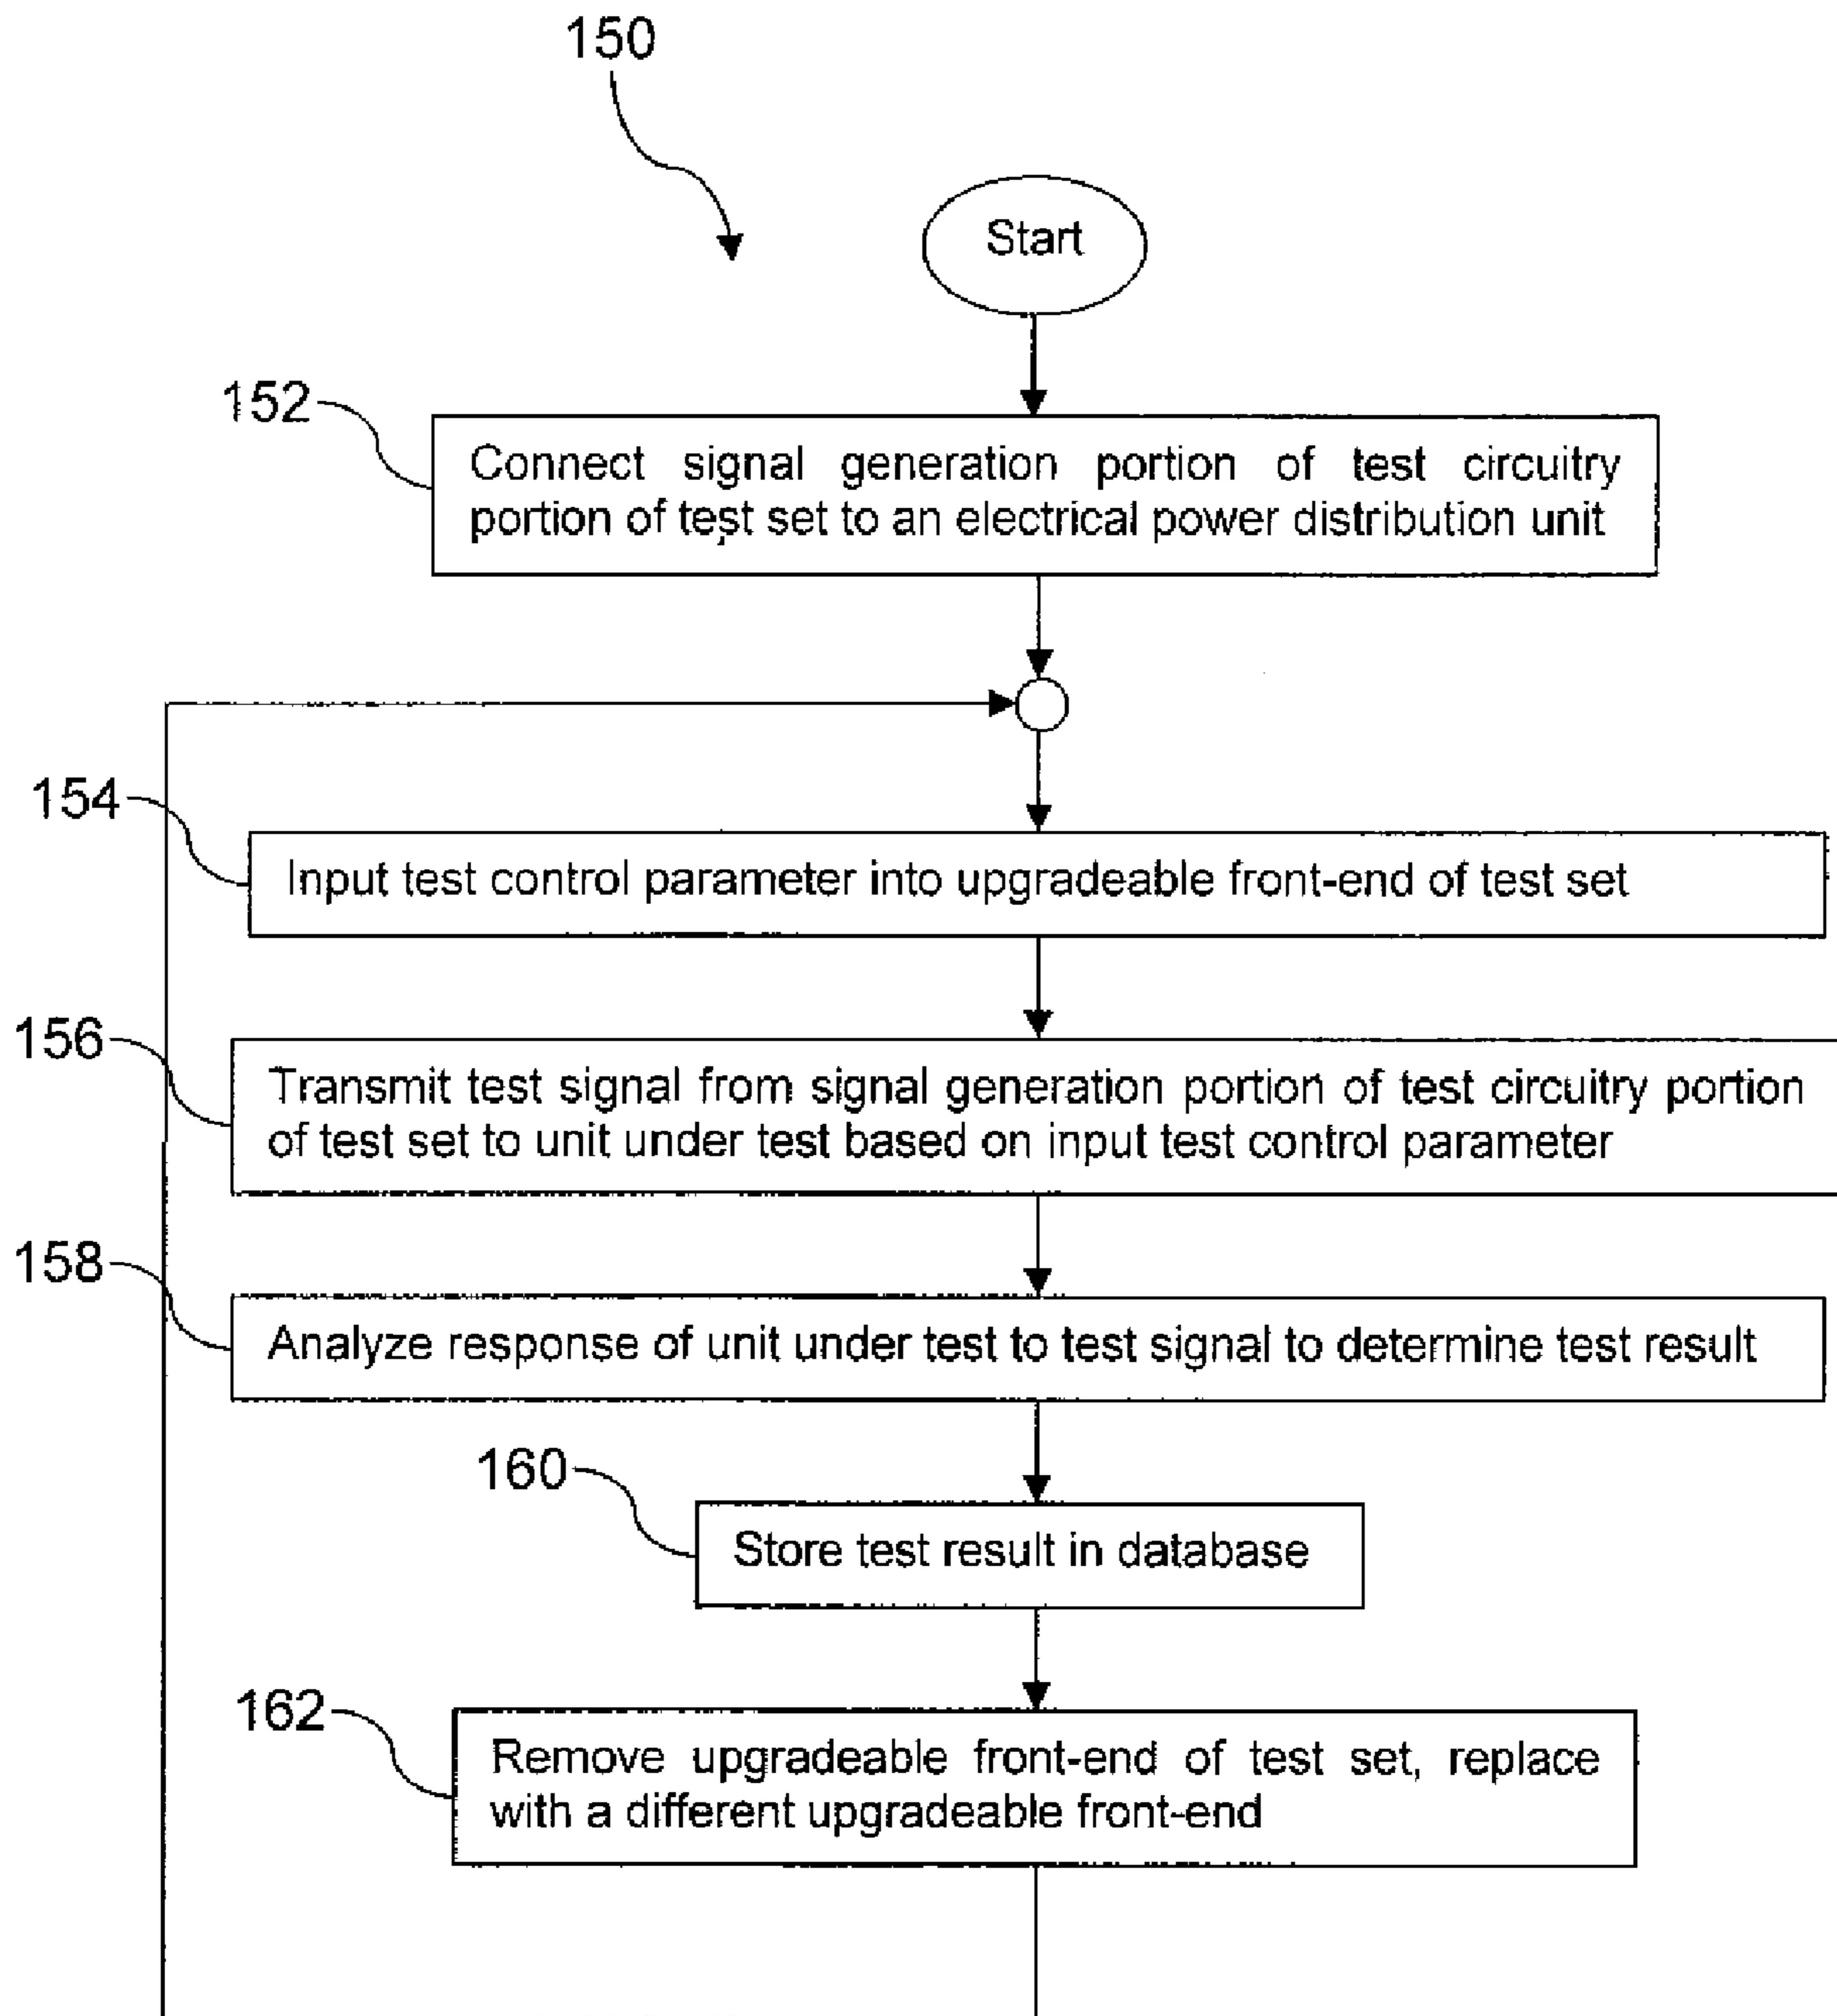 150
Start
152
Connect signal generation portion of test circuitry
portion of test set to an electrical power distribution unit
154
Input test control parameter into upgradeable front-end of test set
156
Transmit test signal from signal generation portion of test circuitry portion
of test set to unit under test based on input test control parameter
158
Analyze response of unit under test to test signal to determine test result
160
Store test result in database
162
Remove upgradeable front-end of test set, replace
with a different upgradeable front-end